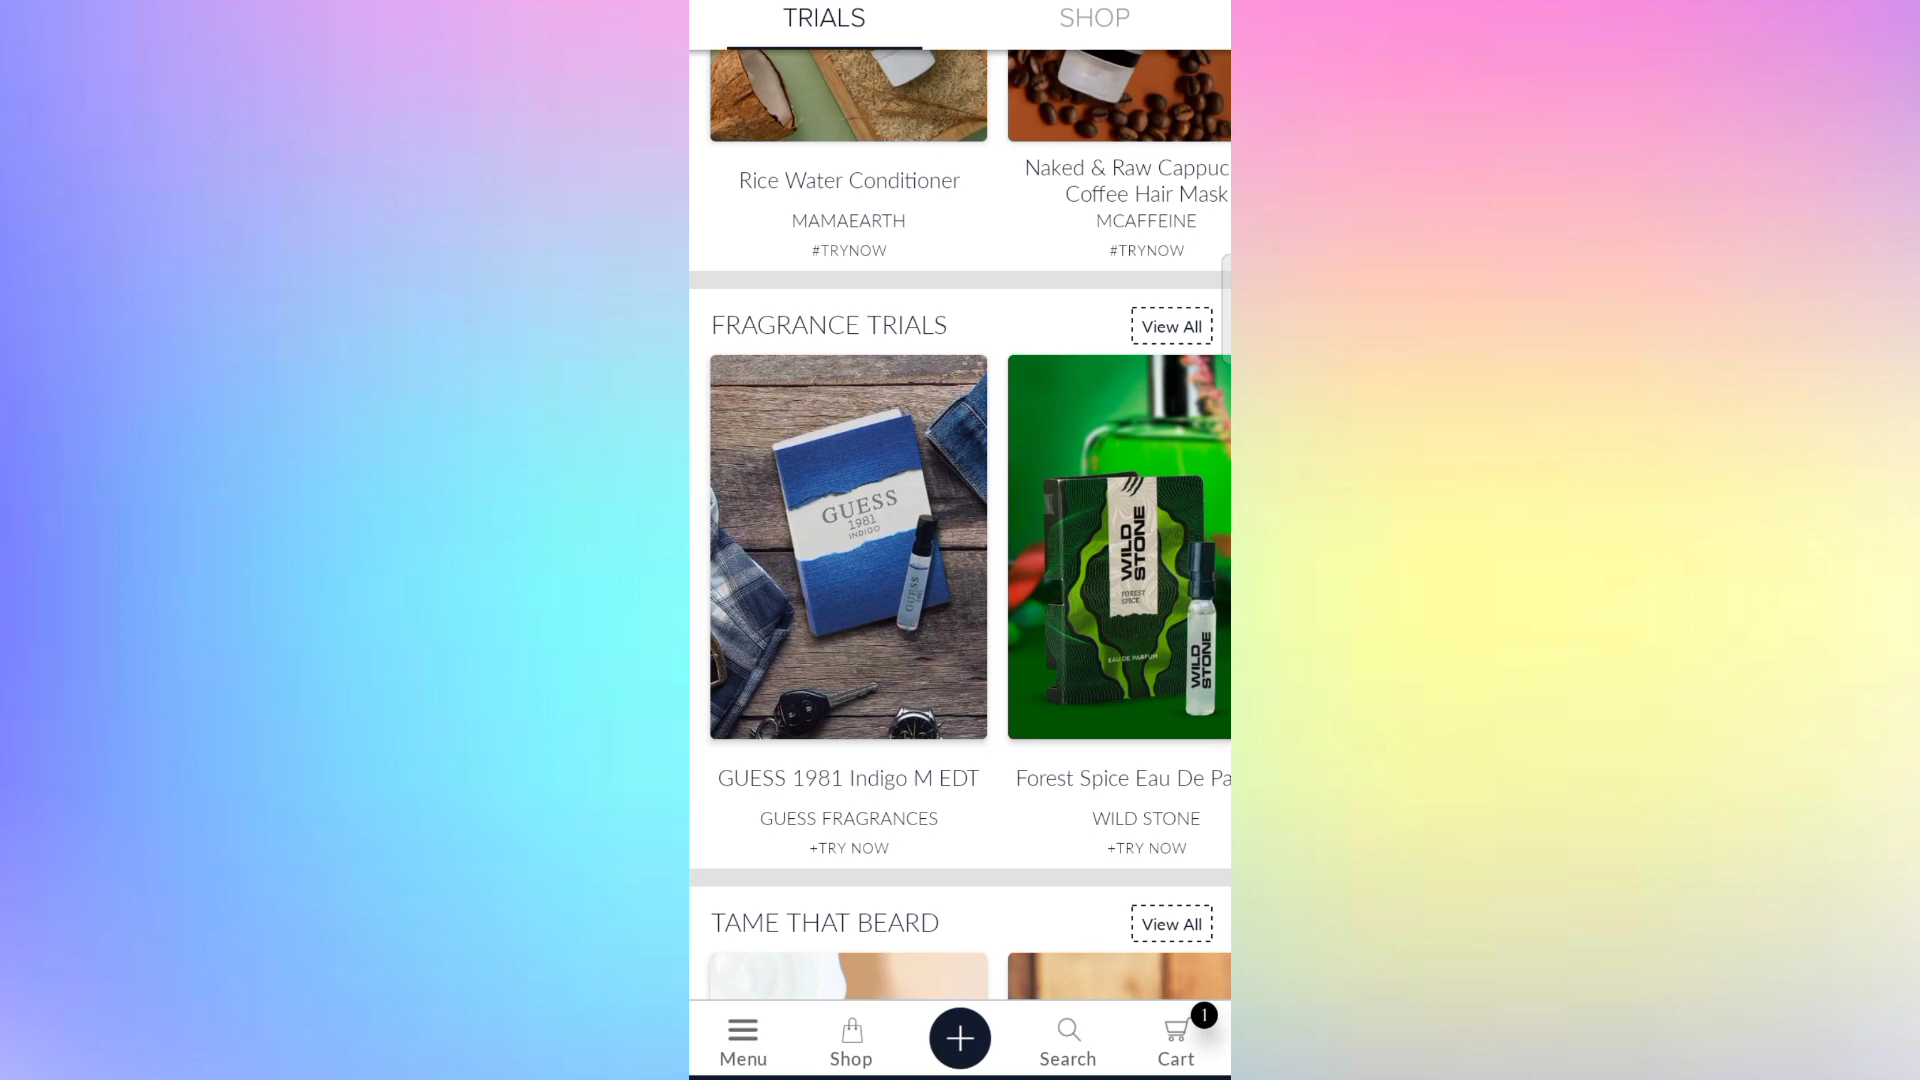 TRIALS
SHOP
Rice Water Conditioner
MAMAEARTH
#TRYNOW
Naked & Raw Cappuc
Coffee Hair Mask
MCAFFEINE
#TRYNOW
FRAGRANCE TRIALS
View All
GUESS
1981
INDIGO
GUESS
WILD
STONE
FOREST
SPICE
EAU DE PARFUM
WILD
STONE
GUESS 1981 Indigo M EDT
GUESS FRAGRANCES
+TRY NOW
Forest Spice Eau De Pa
WILD STONE
+TRY NOW
TAME THAT BEARD
View All
1
Menu
Shop
Search
Cart